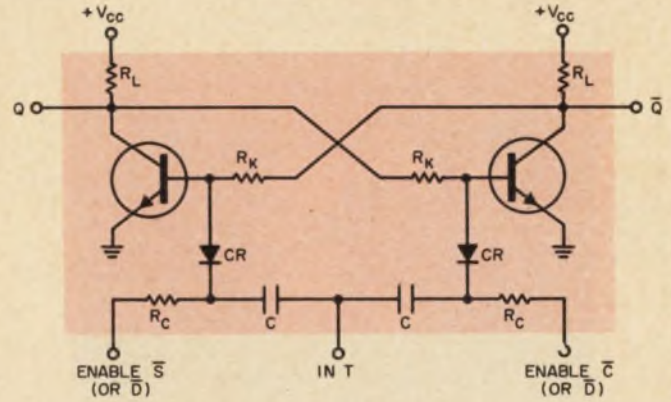 +VCC
+VCC
RL
RL
Q
Q̅
RK
RK
CR
CR
RC
C
C
RC
ENABLE S̅
(OR D̅)
IN T
ENABLE C̅
(OR D̅)